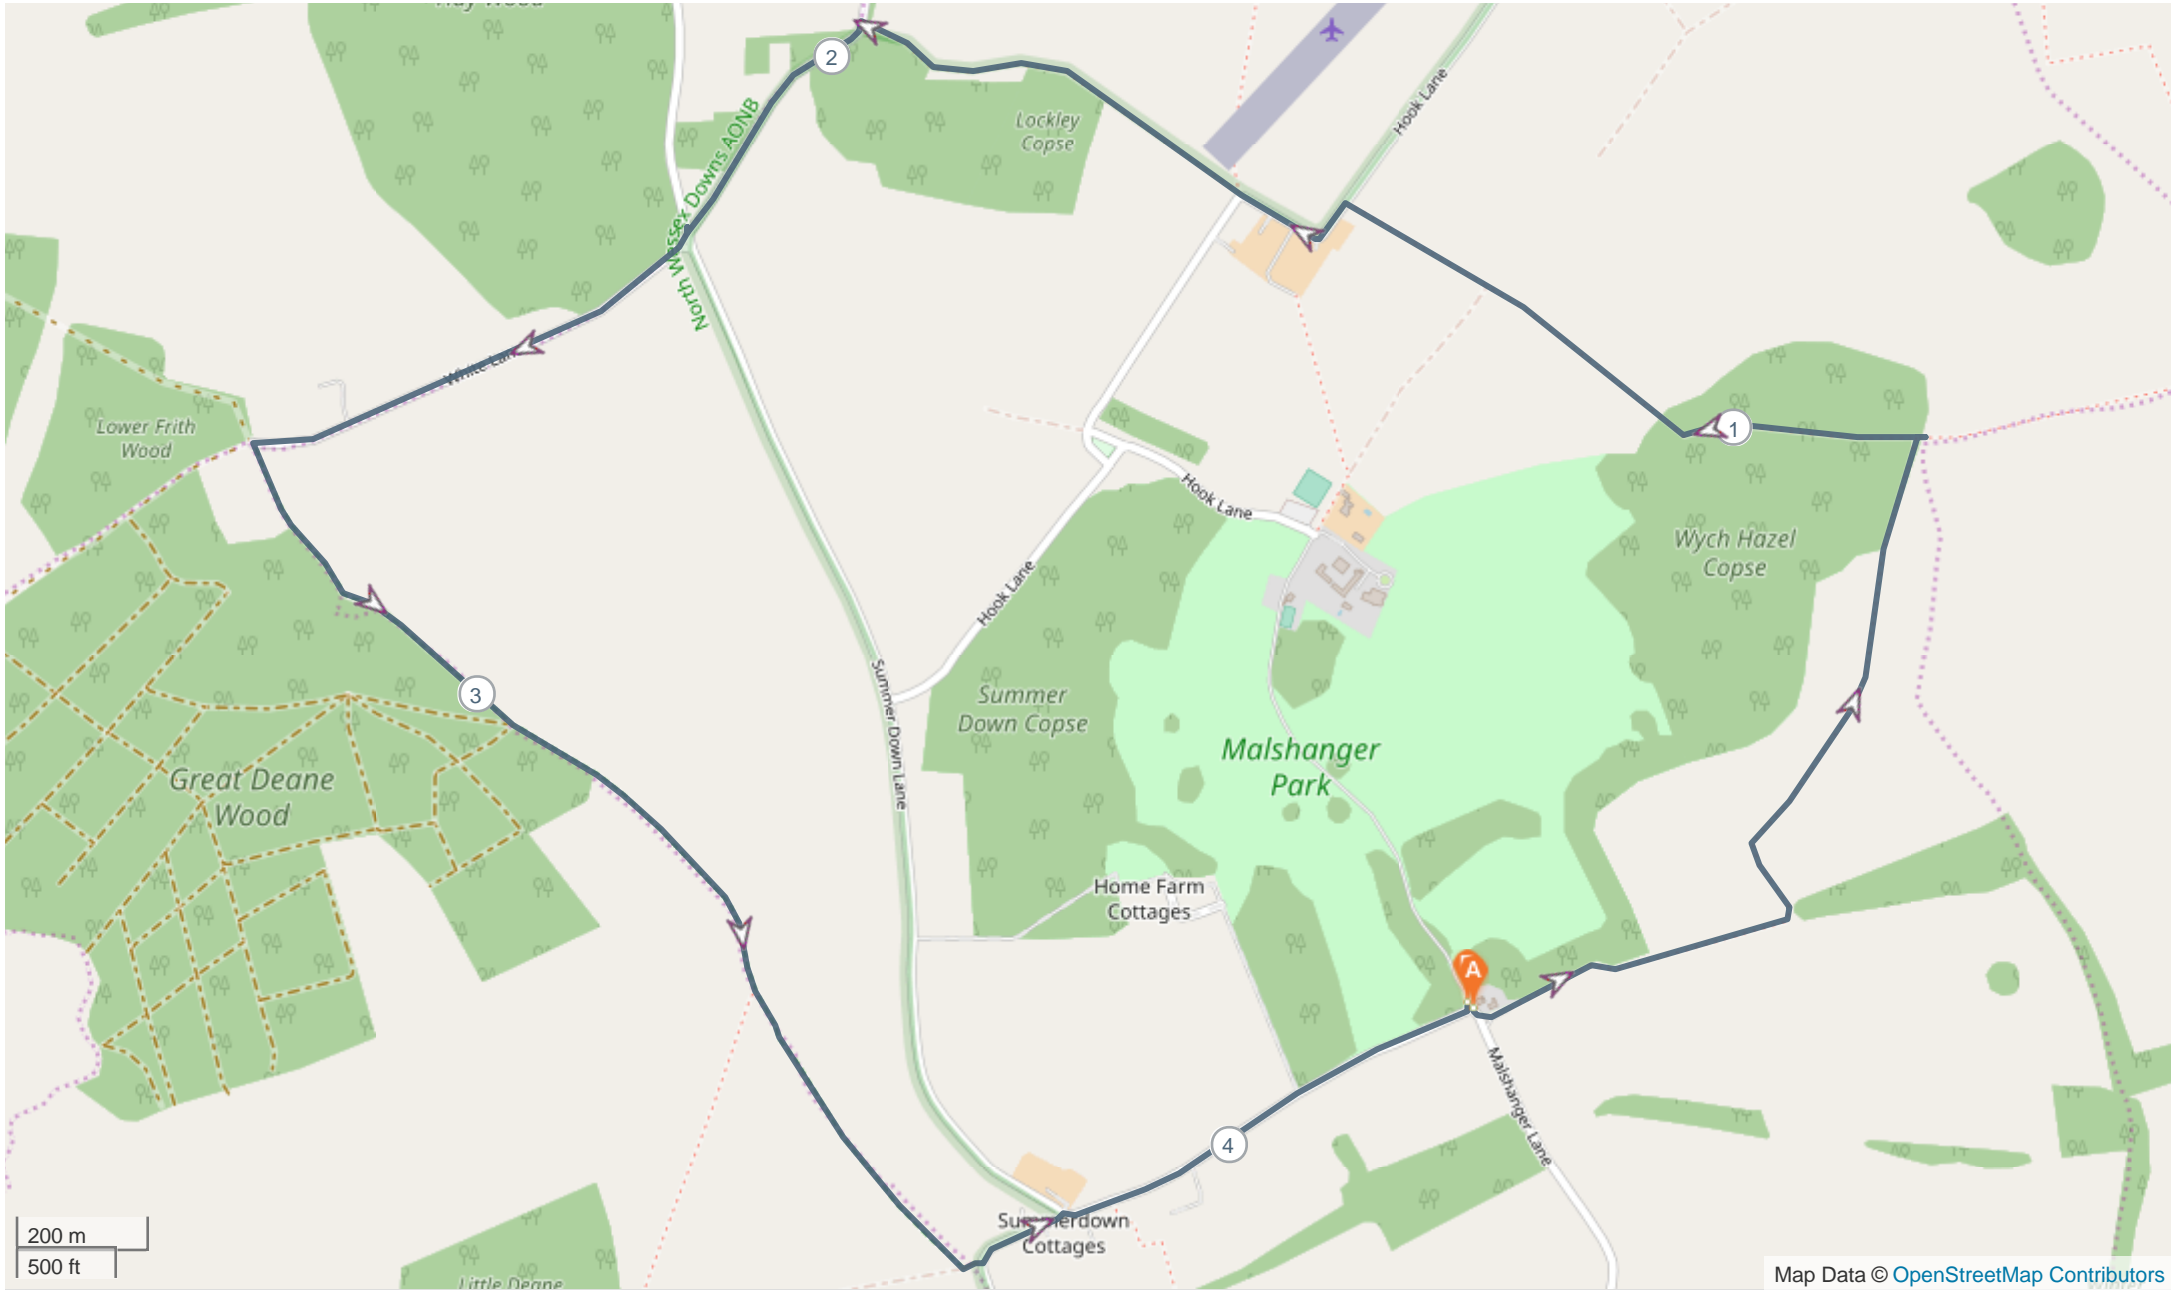 2
Hook Lane
Lockley
Copse
North Wessex Downs AONB
White
Lower Frith
Wood
1
Hook Lane
Wych Hazel
Copse
Hook Lane
3
Summer
Down Copse
Summer Down Lane
Malshanger
Park
Great Deane
Wood
Home Farm
Cottages
A
Malshanger Lane
4
Summerdown
Cottages
200 m
500 ft
Little Deane
Map Data © OpenStreetMap Contributors